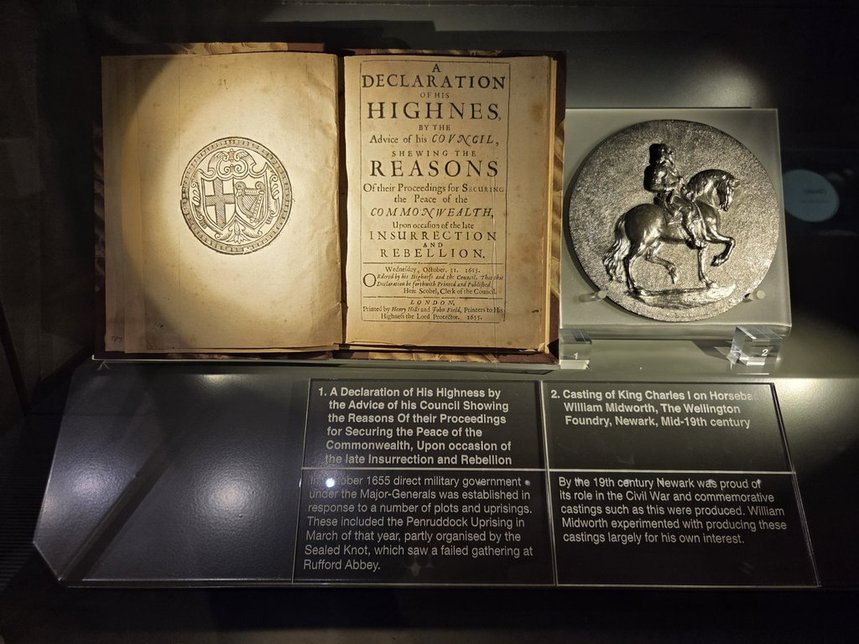 A
DECLARATION
OF HIS
HIGHNES,
BY THE
Advice of his COVNCIL,
SHEWING THE
REASONS
Of their Proceedings for SECURING
the Peace of the
COMMONWEALTH,
Upon occasion of the late
INSURRECTION
AND
REBELLION.
Wednesday, October. 31. 1655.
ORdered by his Highness and the Council, That this
Declaration be forthwith Printed and Published.
Hen: Scobel, Clerk of the Council.
LONDON,
Printed by Henry Hills and John Field, Printers to His
Highness the Lord Protector. 1655.
1
2
1. A Declaration of His Highness by
the Advice of his Council Showing
the Reasons Of their Proceedings
for Securing the Peace of the
Commonwealth, Upon occasion of
the late Insurrection and Rebellion
In October 1655 direct military government
under the Major-Generals was established in
response to a number of plots and uprisings.
These included the Penruddock Uprising in
March of that year, partly organised by the
Sealed Knot, which saw a failed gathering at
Rufford Abbey.
2. Casting of King Charles I on Horseba
William Midworth, The Wellington
Foundry, Newark, Mid-19th century
By the 19th century Newark was proud of
its role in the Civil War and commemorative
castings such as this were produced. William
Midworth experimented with producing these
castings largely for his own interest.